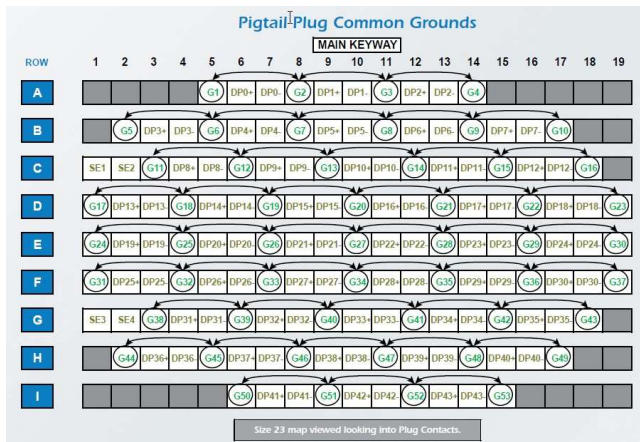 Pigtail-Plug Common Grounds
MAIN KEYWAY
ROW 1 2 3 4 5 6 7 8 9 10 11 12 13 14 15 16 17 18 19
A G1 DP0+ DP0- G2 DP1+ DP1- G3 DP2+ DP2- G4
B G5 DP3+ DP3- G6 DP4+ DP4- G7 DP5+ DP5- G8 DP6+ DP6- G9 DP7+ DP7- G10
C SE1 SE2 G11 DP8+ DP8- G12 DP9+ DP9- G13 DP10+ DP10- G14 DP11+ DP11- G15 DP12+ DP12- G16
D G17 DP13+ DP13- G18 DP14+ DP14- G19 DP15+ DP15- G20 DP16+ DP16- G21 DP17+ DP17- G22 DP18+ DP18- G23
E G24 DP19+ DP19- G25 DP20+ DP20- G26 DP21+ DP21- G27 DP22+ DP22- G28 DP23+ DP23- G29 DP24+ DP24- G30
F G31 DP25+ DP25- G32 DP26+ DP26- G33 DP27+ DP27- G34 DP28+ DP28- G35 DP29+ DP29- G36 DP30+ DP30- G37
G SE3 SE4 G38 DP31+ DP31- G39 DP32+ DP32- G40 DP33+ DP33- G41 DP34+ DP34- G42 DP35+ DP35- G43
H G44 DP36+ DP36- G45 DP37+ DP37- G46 DP38+ DP38- G47 DP39+ DP39- G48 DP40+ DP40- G49
I G50 DP41+ DP41- G51 DP42+ DP42- G52 DP43+ DP43- G53
Size 23 map viewed looking into Plug Contacts.